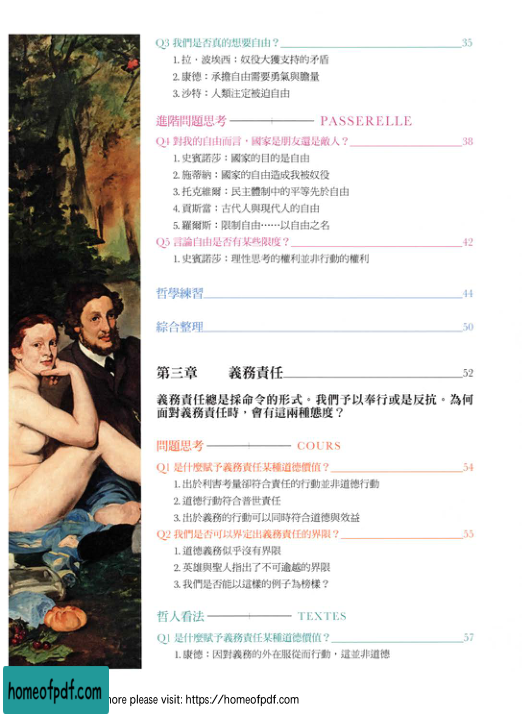 Q3 我們是否真的想要自由？ 35
1. 拉．波埃西：奴役大獲支持的矛盾
2. 康德：承擔自由需要勇氣與膽量
3. 沙特：人類注定被迫自由
進階問題思考 PASSERELLE
Q4 對我的自由而言，國家是朋友還是敵人？ 38
1. 史賓諾莎：國家的目的是自由
2. 施蒂納：國家的自由造成我被奴役
3. 托克維爾：民主體制中的平等先於自由
4. 貢斯當：古代人與現代人的自由
5. 羅爾斯：限制自由……以自由之名
Q5 言論自由是否有某些限度？ 42
1. 史賓諾莎：理性思考的權利並非行動的權利
哲學練習 44
綜合整理 50
第三章 義務責任 52
義務責任總是採命令的形式。我們予以奉行或是反抗。為何
面對義務責任時，會有這兩種態度？
問題思考 COURS
Q1 是什麼賦予義務責任某種道德價值？ 54
1. 出於利害考量卻符合責任的行動並非道德行動
2. 道德行動符合普世責任
3. 出於義務的行動可以同時符合道德與效益
Q2 我們是否可以界定出義務責任的界限？ 55
1. 道德義務似乎沒有界限
2. 英雄與聖人指出了不可逾越的界限
3. 我們是否能以這樣的例子為榜樣？
哲人看法 TEXTES
Q1 是什麼賦予義務責任某種道德價值？ 57
1. 康德：因對義務的外在服從而行動，這並非道德
homeofpdf.com
more please visit: https://homeofpdf.com